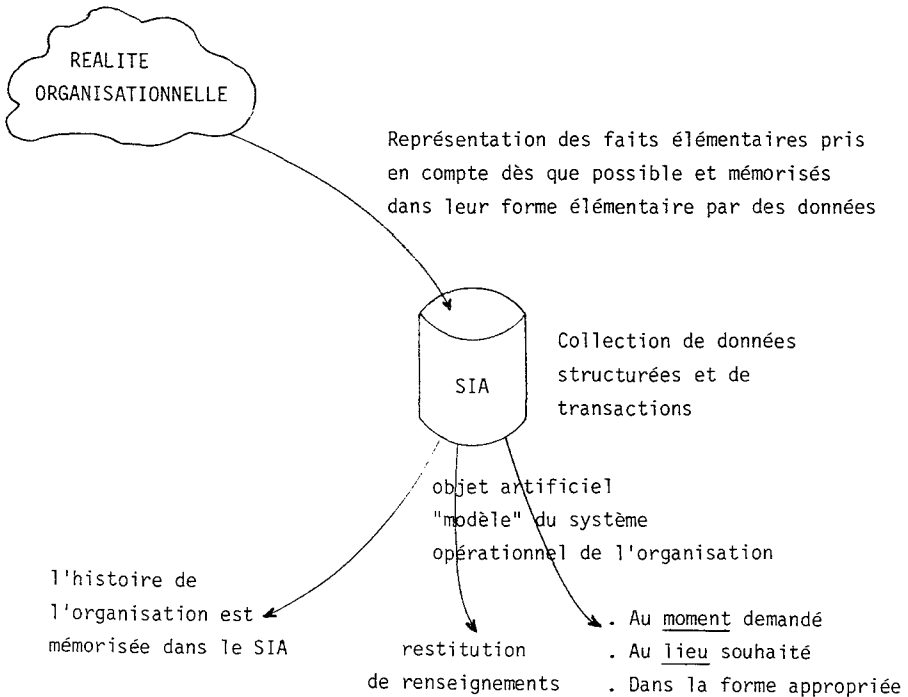 REALITE
ORGANISATIONNELLE
Représentation des faits élémentaires pris
en compte dès que possible et mémorisés
dans leur forme élémentaire par des données
SIA
Collection de données
structurées et de
transactions
objet artificiel
"modèle" du système
opérationnel de l'organisation
l'histoire de
l'organisation est
mémorisée dans le SIA
restitution
de renseignements
. Au moment demandé
. Au lieu souhaité
. Dans la forme appropriée